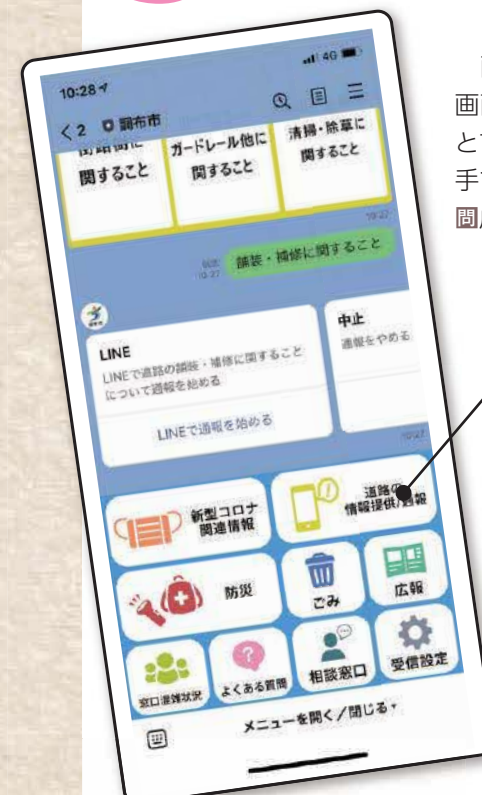 画
とで
手
問
10:28
4G
2 調布市
ガードレール他に
関すること
清掃・除草に
関すること
関すること
10:27
舗装・補修に関すること
10:27
LINE
LINEで道路の舗装・補修に関すること
について通報を始める
LINEで通報を始める
中止
通報をやめる
10:27
新型コロナ
関連情報
道路の
情報提供/通報
防災
ごみ
広報
窓口混雑状況
よくある質問
相談窓口
受信設定
メニューを開く/閉じる